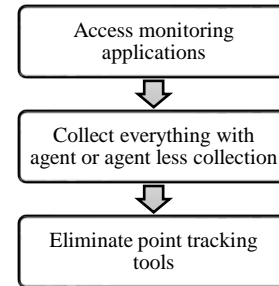 Access monitoring
applications
Collect everything with
agent or agent less collection
Eliminate point tracking
tools